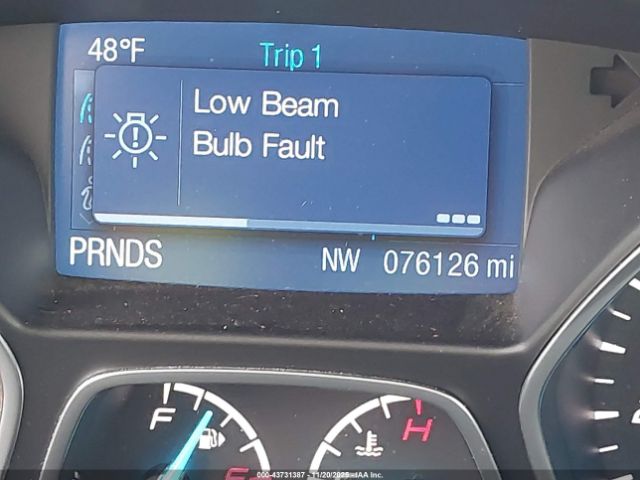 48°F Trip 1
Low Beam
Bulb Fault
PRNDS NW 076126 mi
F H
E
000-43731387 - 11/20/2025 - IAA Inc.